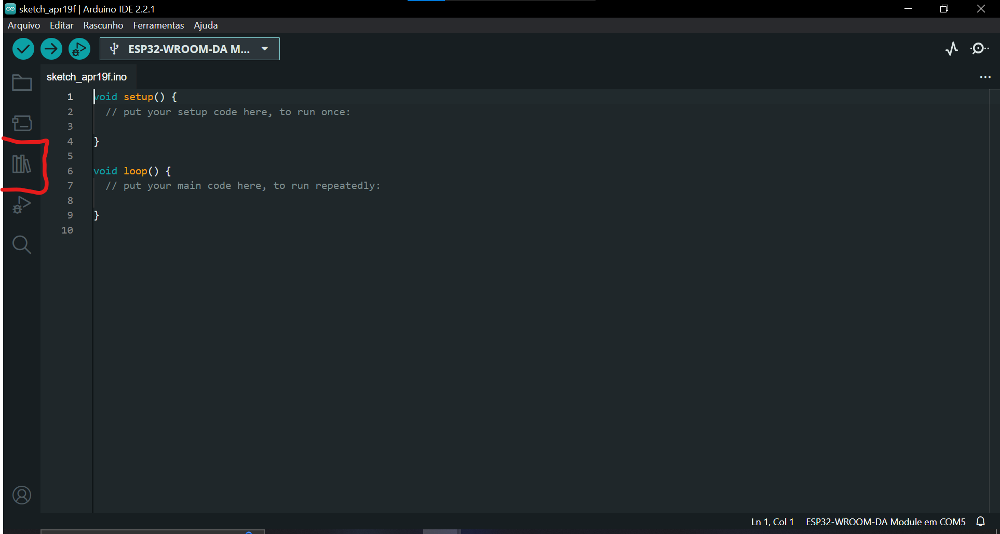 sketch_apr19f | Arduino IDE 2.2.1
Arquivo Editar Rascunho Ferramentas Ajuda
ESP32-WROOM-DA M...
sketch_apr19f.ino
1 void setup() {
2 // put your setup code here, to run once:
3
4 }
5
6 void loop() {
7 // put your main code here, to run repeatedly:
8
9 }
10
Ln 1, Col 1 ESP32-WROOM-DA Module em COM5